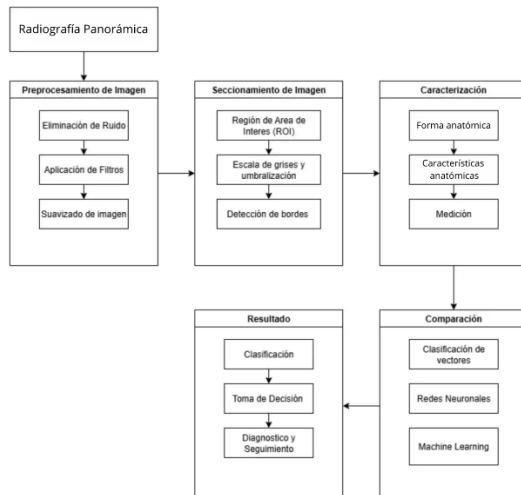 Radiografía Panorámica
Preprocesamiento de Imagen
Eliminación de Ruido
Aplicación de Filtros
Suavizado de imagen
Seccionamiento de Imagen
Región de Area de
Interes (ROI)
Escala de grises y
umbralización
Detección de bordes
Caracterización
Forma anatómica
Características
anatómicas
Medición
Comparación
Clasificación de
vectores
Redes Neuronales
Machine Learning
Resultado
Clasificación
Toma de Decisión
Diagnostico y
Seguimiento